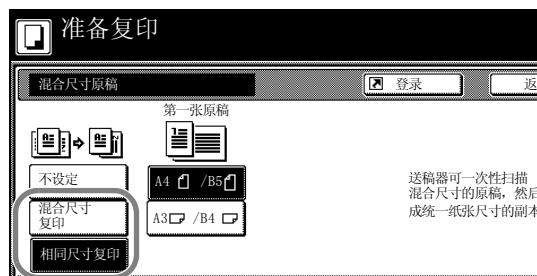 准备复印
混合尺寸原稿
登录
返
第一张原稿
不设定
A4 /B5
混合尺寸
复印
A3 /B4
相同尺寸复印
送稿器可一次性扫描
混合尺寸的原稿，然后
成统一纸张尺寸的副本